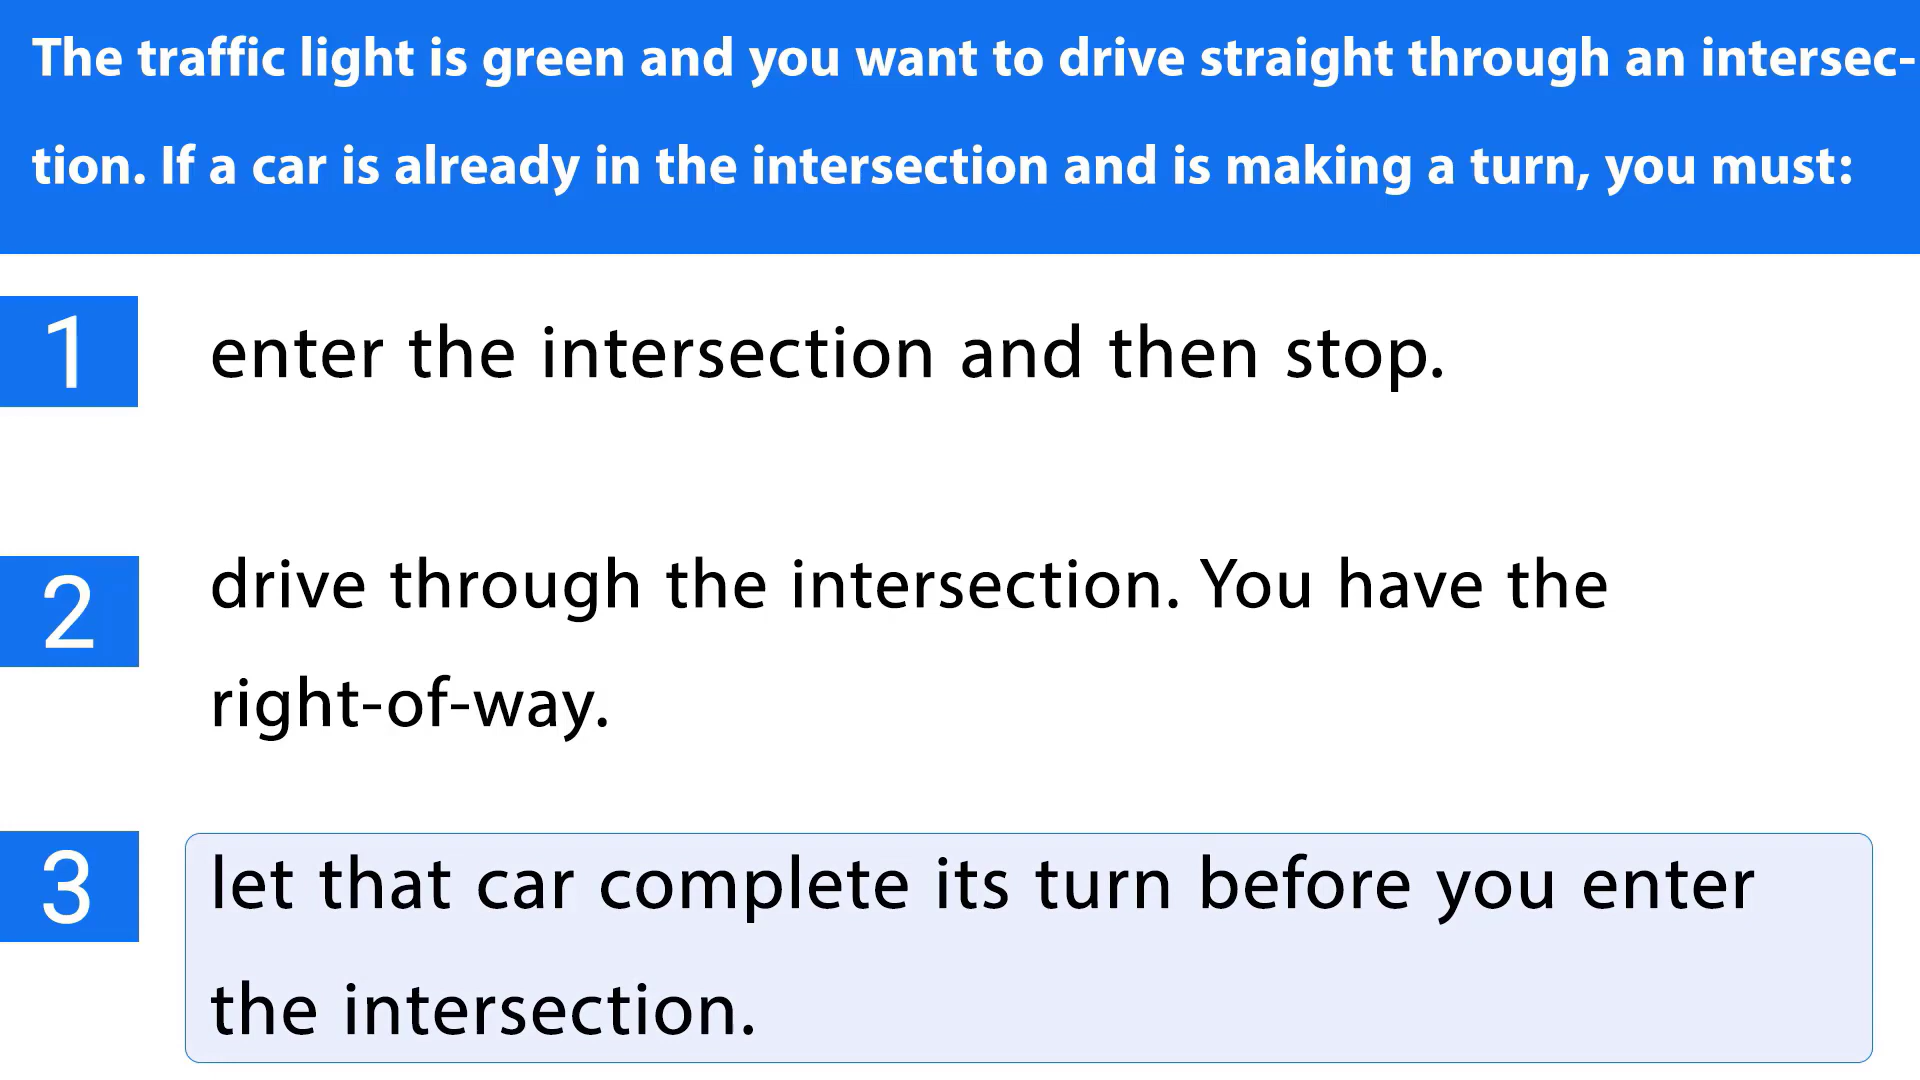 The traffic light is green and you want to drive straight through an intersec-
tion. If a car is already in the intersection and is making a turn, you must:
1 enter the intersection and then stop.
2 drive through the intersection. You have the
right-of-way.
3 let that car complete its turn before you enter
the intersection.